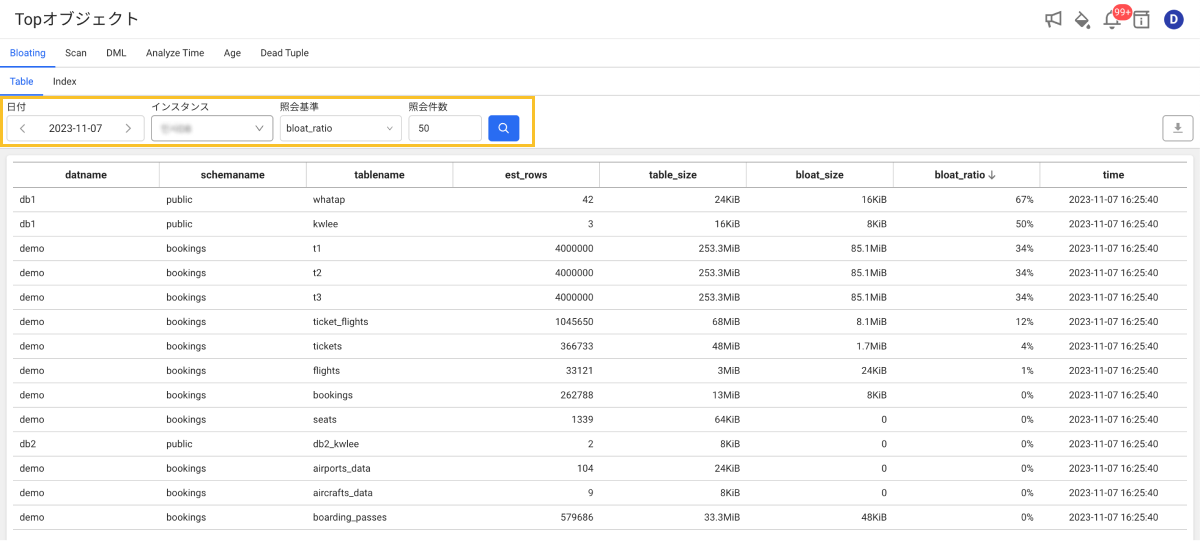 Topオブジェクト
99+
D
Bloating Scan DML Analyze Time Age Dead Tuple
Table Index
日付 インスタンス 照会基準 照会件数
2023-11-07 bloat_ratio 50
datname schemaname tablename est_rows table_size bloat_size bloat_ratio time
db1 public whatap 42 24KiB 16KiB 67% 2023-11-07 16:25:40
db1 public kwlee 3 16KiB 8KiB 50% 2023-11-07 16:25:40
demo bookings t1 4000000 253.3MiB 85.1MiB 34% 2023-11-07 16:25:40
demo bookings t2 4000000 253.3MiB 85.1MiB 34% 2023-11-07 16:25:40
demo bookings t3 4000000 253.3MiB 85.1MiB 34% 2023-11-07 16:25:40
demo bookings ticket_flights 1045650 68MiB 8.1MiB 12% 2023-11-07 16:25:40
demo bookings tickets 366733 48MiB 1.7MiB 4% 2023-11-07 16:25:40
demo bookings flights 33121 3MiB 24KiB 1% 2023-11-07 16:25:40
demo bookings bookings 262788 13MiB 8KiB 0% 2023-11-07 16:25:40
demo bookings seats 1339 64KiB 0 0% 2023-11-07 16:25:40
db2 public db2_kwlee 2 8KiB 0 0% 2023-11-07 16:25:40
demo bookings airports_data 104 24KiB 0 0% 2023-11-07 16:25:40
demo bookings aircrafts_data 9 8KiB 0 0% 2023-11-07 16:25:40
demo bookings boarding_passes 579686 33.3MiB 48KiB 0% 2023-11-07 16:25:40